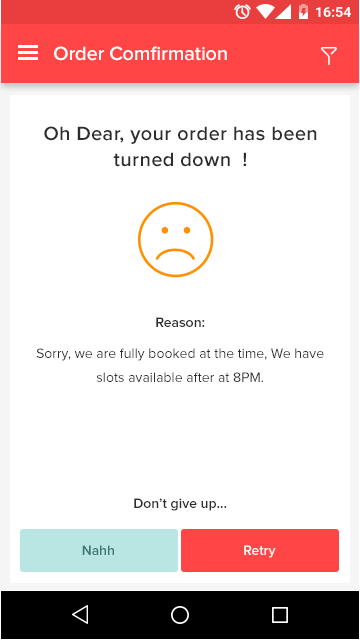 16:54
Order Comfirmation
Oh Dear, your order has been
turned down !
Reason:
Sorry, we are fully booked at the time, We have
slots available after at 8PM.
Don't give up...
Nahh
Retry